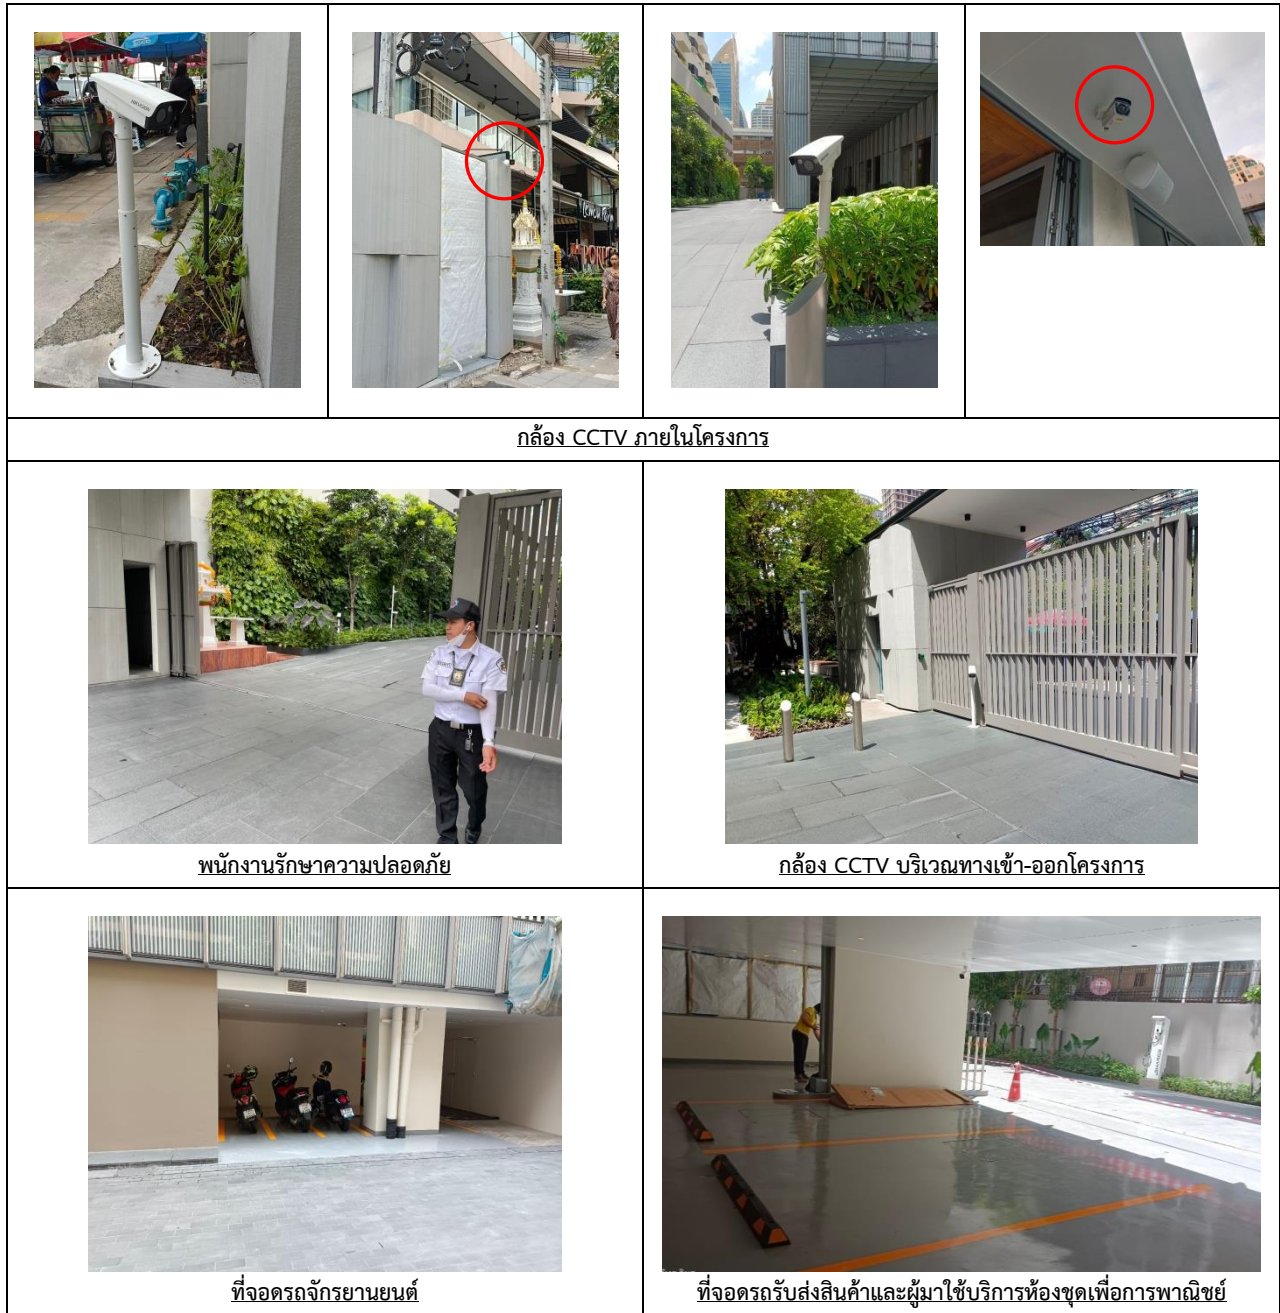 HIKVISION
Lemon Farm
กล้อง CCTV ภายในโครงการ
พนักงานรักษาความปลอดภัย
กล้อง CCTV บริเวณทางเข้า-ออกโครงการ
ที่จอดรถจักรยานยนต์
ที่จอดรถรับส่งสินค้าและผู้มาใช้บริการห้องชุดเพื่อการพาณิชย์